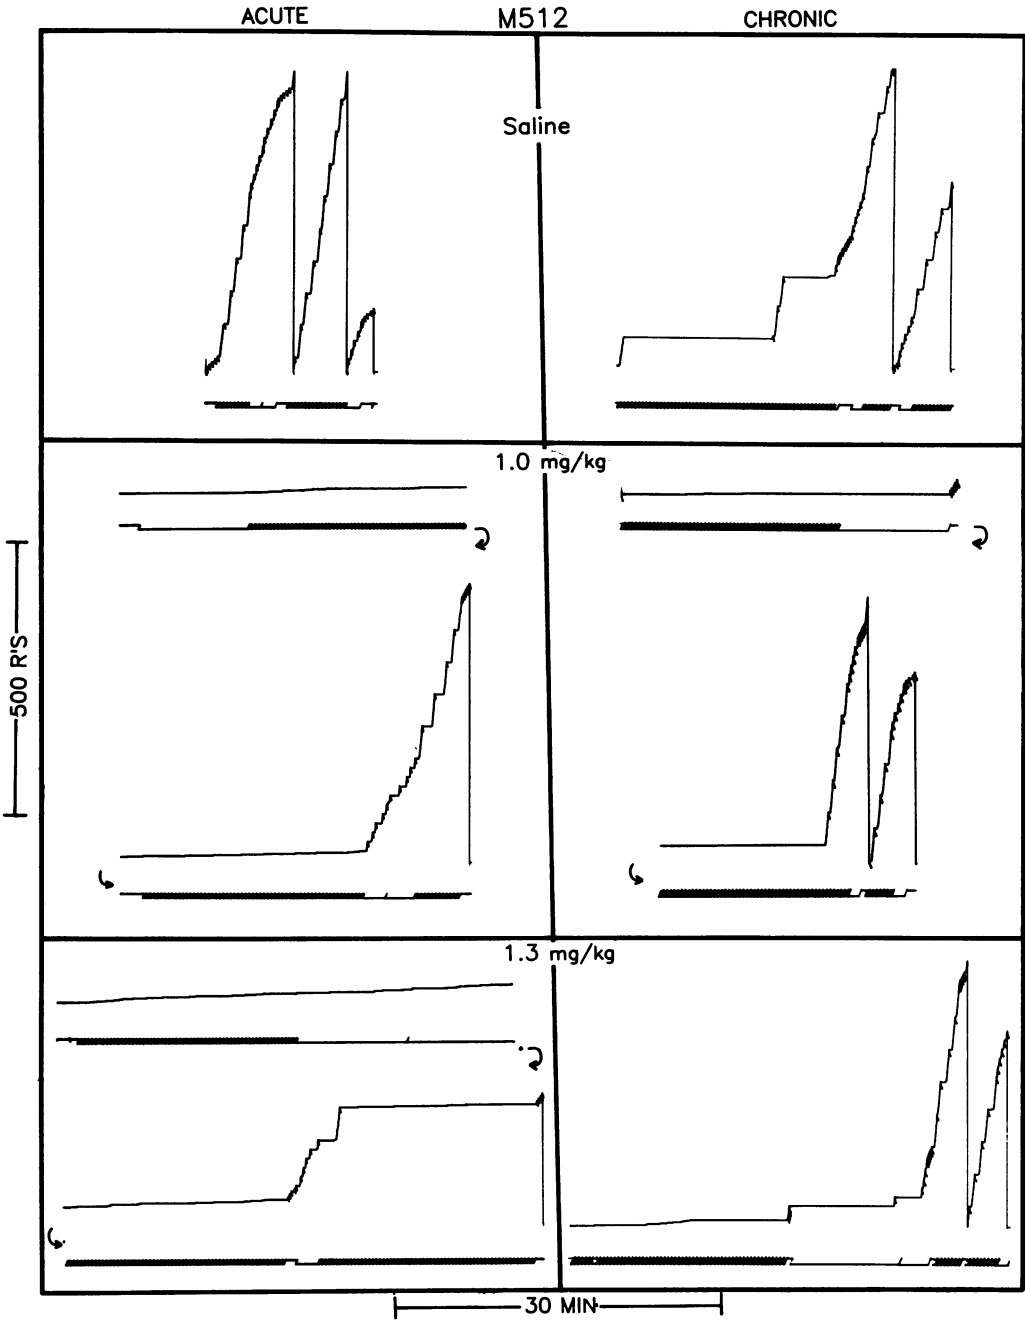 ACUTE M512 CHRONIC
Saline
1.0 mg/kg
500 R'S
1.3 mg/kg
30 MIN